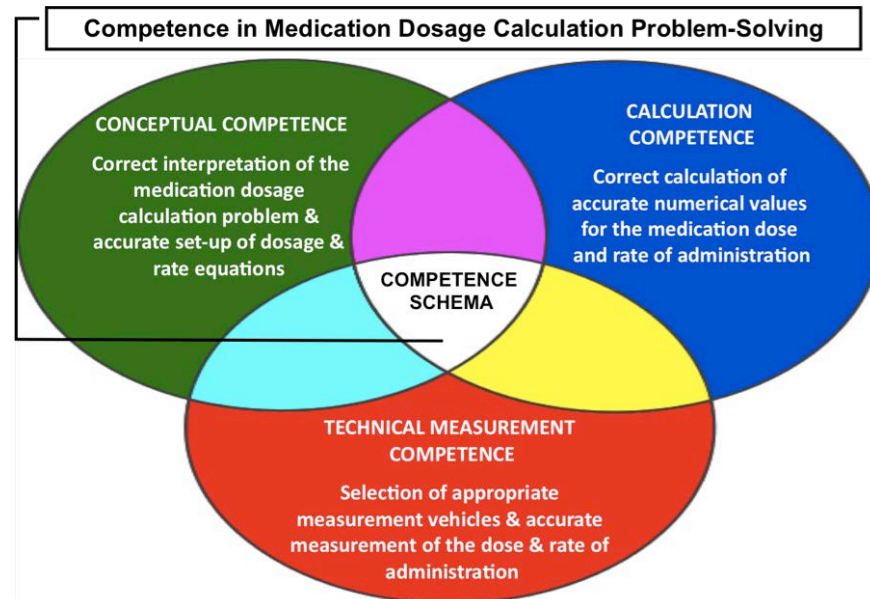 Competence in Medication Dosage Calculation Problem-Solving
CONCEPTUAL COMPETENCE
Correct interpretation of the
medication dosage
calculation problem &
accurate set-up of dosage &
rate equations
CALCULATION
COMPETENCE
Correct calculation of
accurate numerical values
for the medication dose
and rate of administration
COMPETENCE
SCHEMA
TECHNICAL MEASUREMENT
COMPETENCE
Selection of appropriate
measurement vehicles & accurate
measurement of the dose & rate of
administration